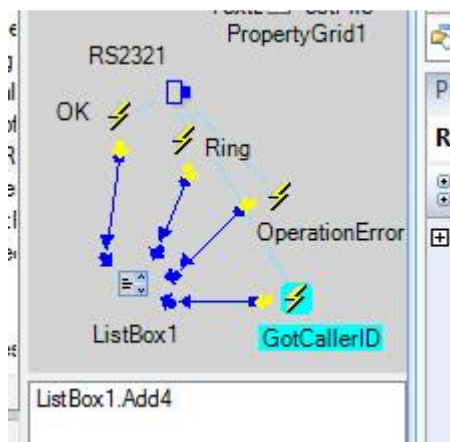 PropertyGrid1
RS2321
OK
Ring
OperationError
ListBox1
GotCallerID
ListBox1.Add4